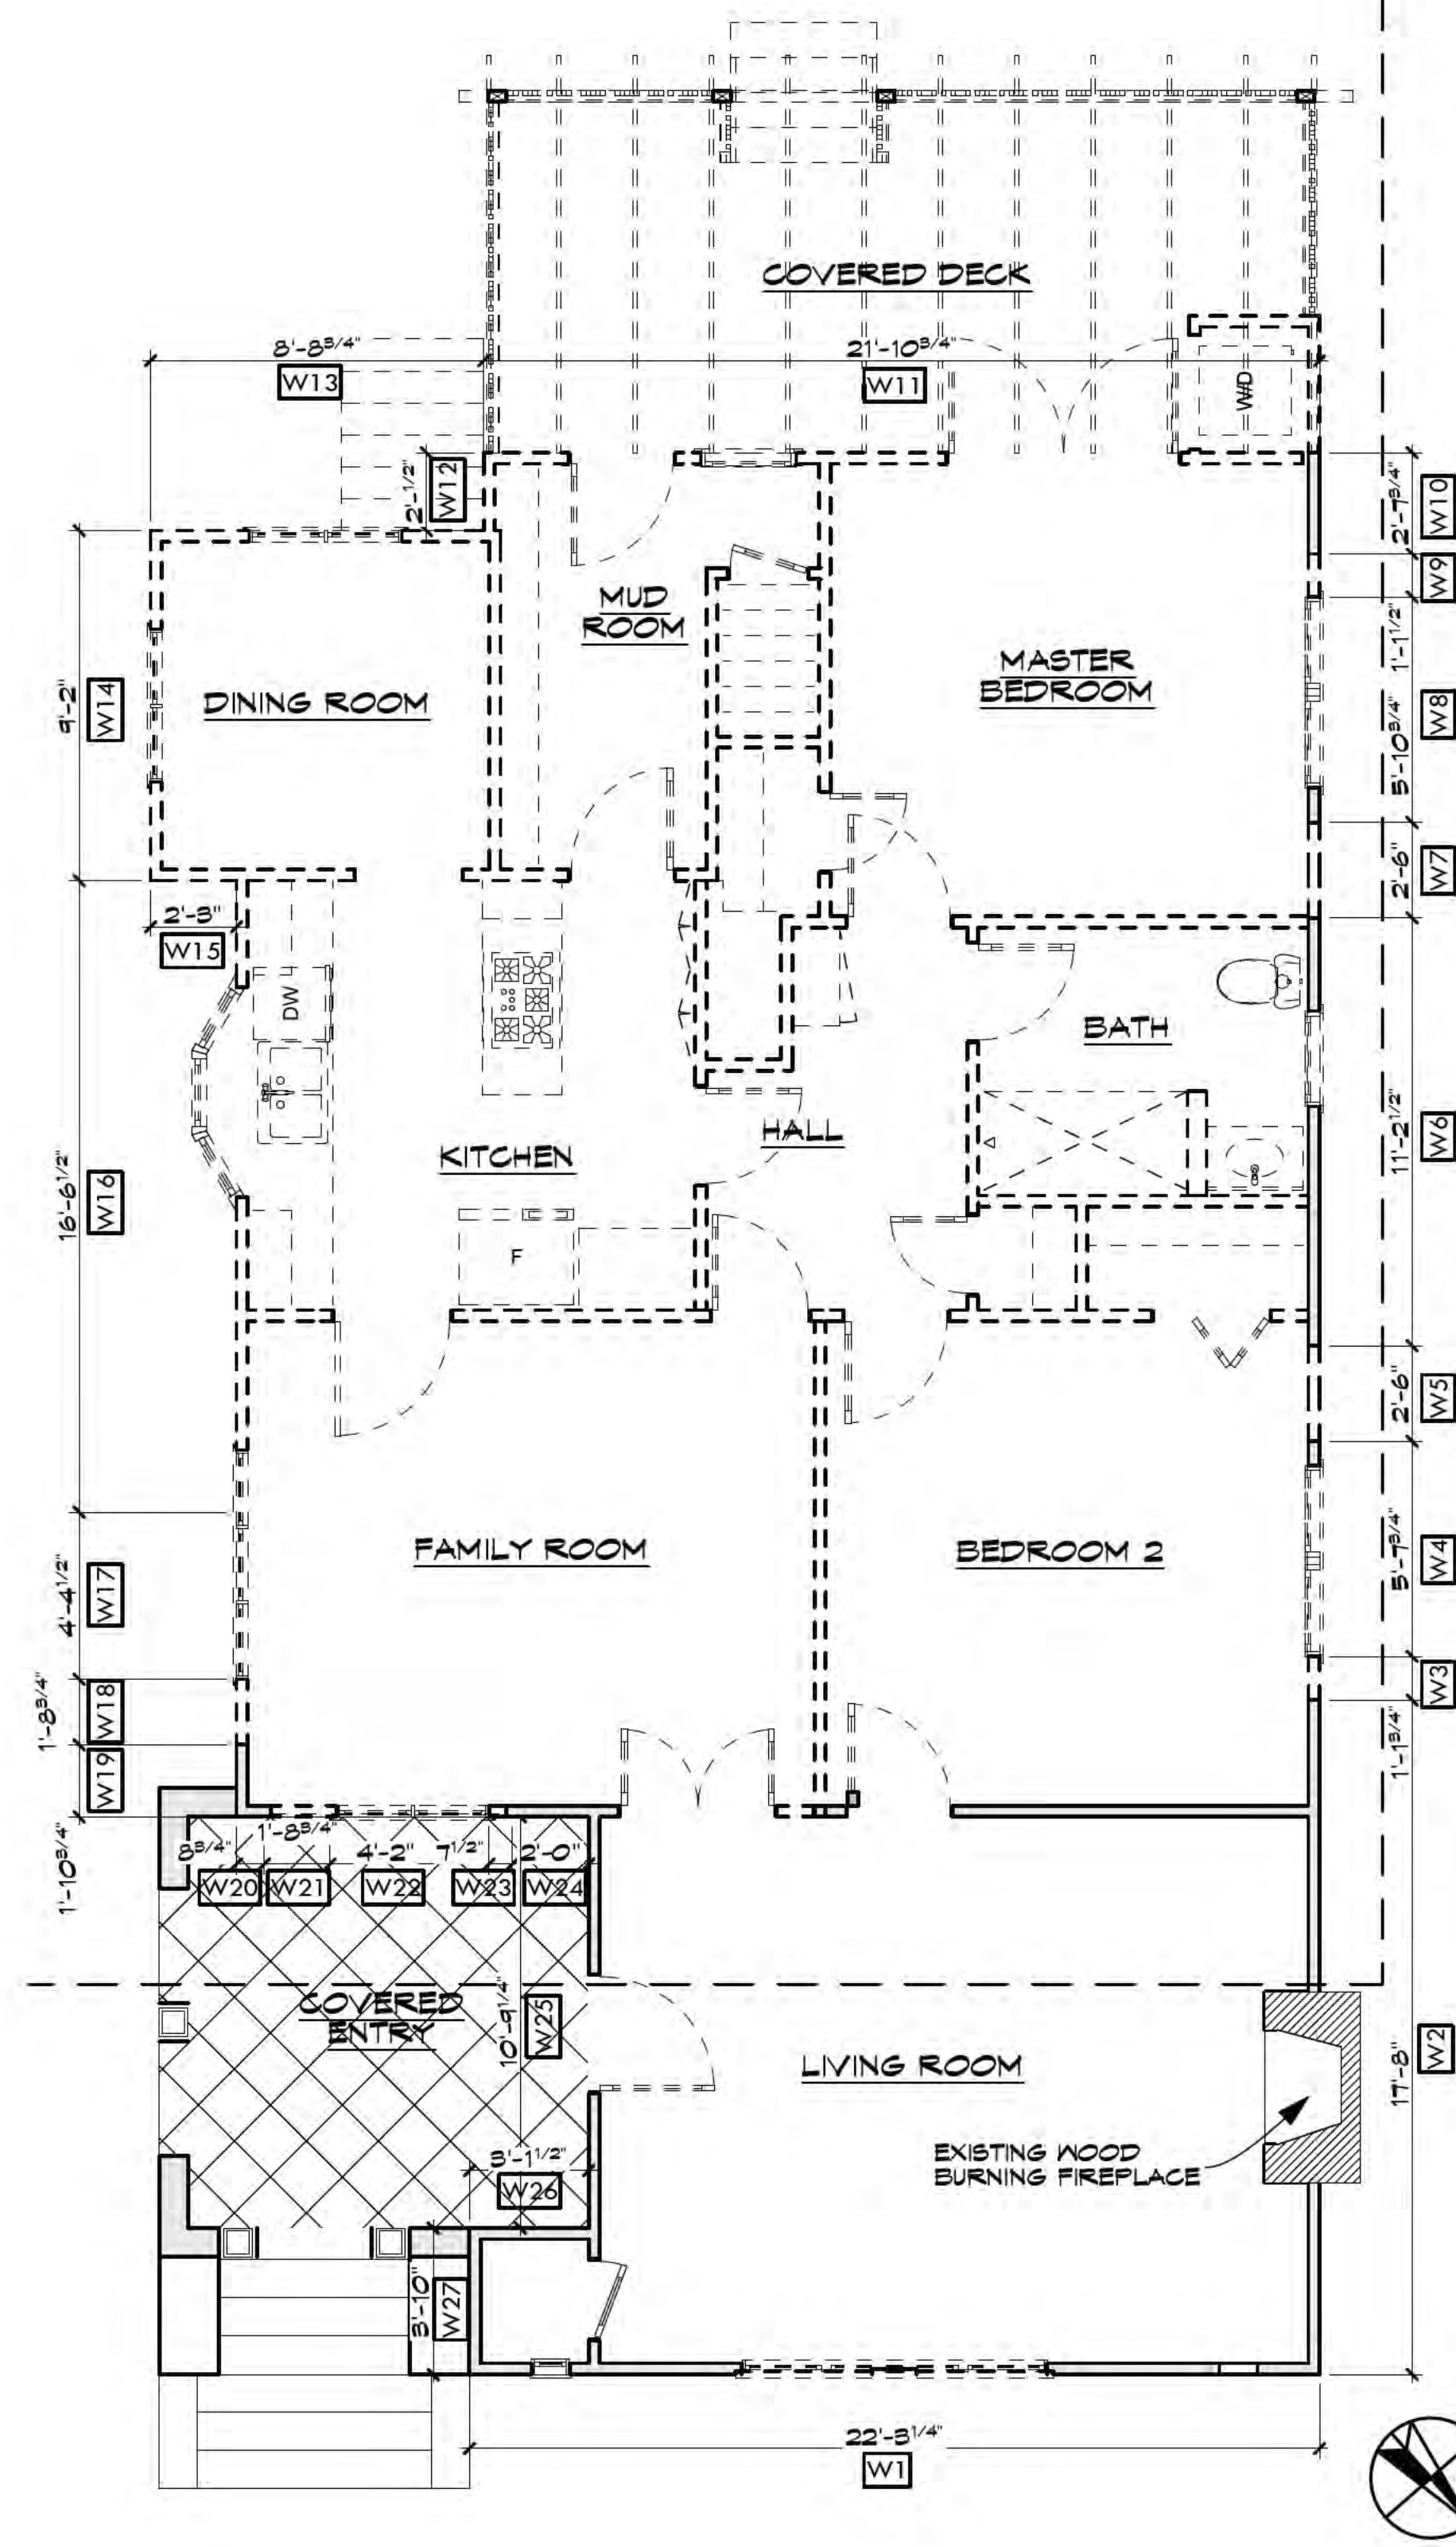 COVERED DECK
8'-8 3/4"
W13
21'-10 3/4"
W11
W/D
2'-1/2"
W12
2'-7 3/4"
W10
W9
1'-1 1/2"
MUD
ROOM
MASTER
BEDROOM
DINING ROOM
9'-2"
W14
5'-10 3/4"
W8
2'-6"
W7
2'-3"
W15
DW
BATH
HALL
KITCHEN
16'-6 1/2"
W16
11'-2 1/2"
W6
F
2'-6"
W5
FAMILY ROOM
BEDROOM 2
4'-4 1/2"
W17
5'-7 3/4"
W4
1'-8 3/4"
W18
W3
W19
1'-1 3/4"
1'-10 3/4"
8 3/4"
1'-8 3/4"
4'-2"
7 1/2"
2'-0"
W20
W21
W22
W23
W24
COVERED
ENTRY
10'-9 1/4"
W25
LIVING ROOM
17'-8"
W2
EXISTING WOOD
BURNING FIREPLACE
3'-1 1/2"
W26
3'-10"
W27
22'-3 1/4"
W1